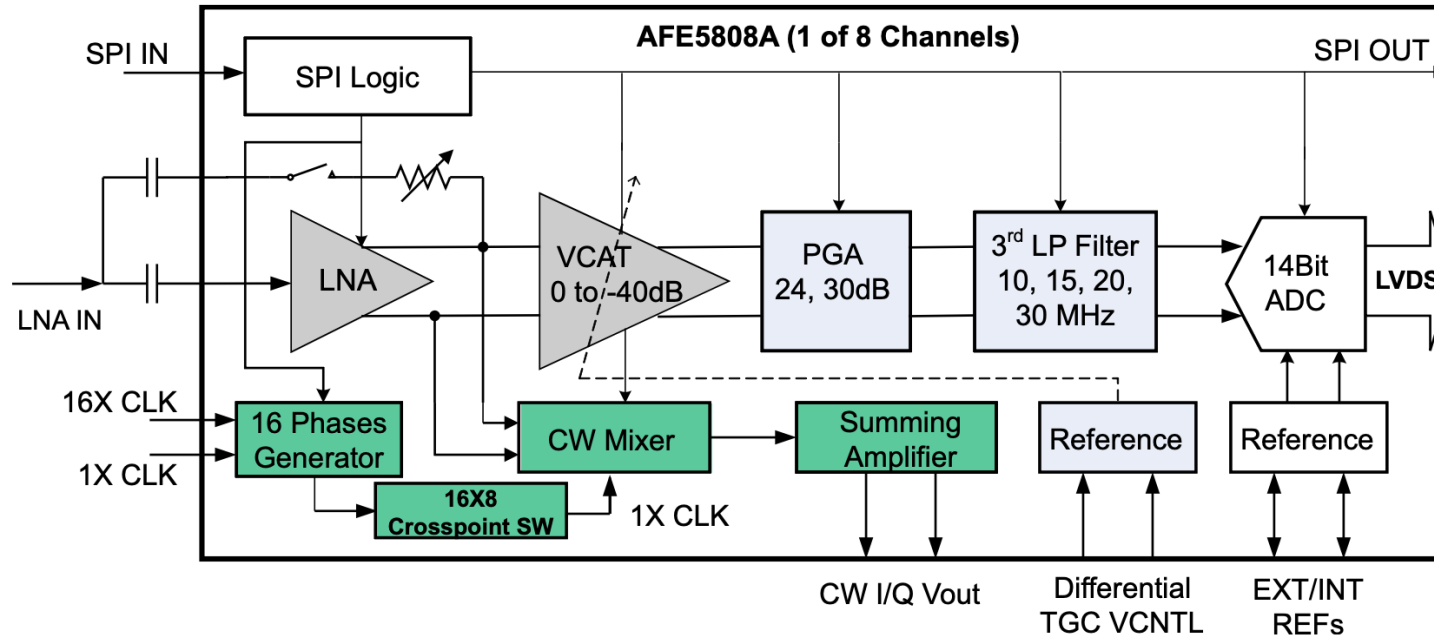 AFE5808A (1 of 8 Channels)
SPI IN
SPI Logic
SPI OUT
LNA
VCAT
0 to -40dB
PGA
24, 30dB
3rd LP Filter
10, 15, 20,
30 MHz
14Bit
ADC
LVDS
LNA IN
16X CLK
1X CLK
16 Phases
Generator
CW Mixer
Summing
Amplifier
Reference
Reference
16X8
Crosspoint SW
1X CLK
CW I/Q Vout
Differential
TGC VCNTL
EXT/INT
REFs